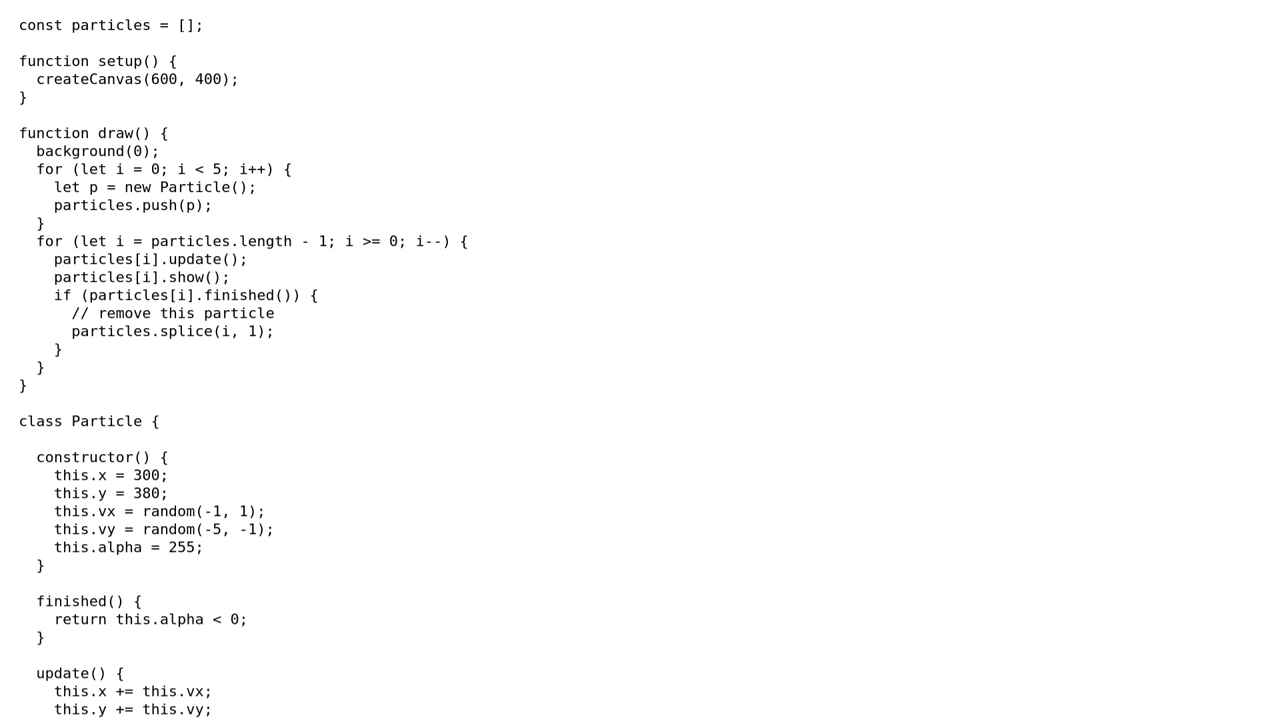 const particles = [];

function setup() {
  createCanvas(600, 400);
}

function draw() {
  background(0);
  for (let i = 0; i < 5; i++) {
    let p = new Particle();
    particles.push(p);
  }
  for (let i = particles.length - 1; i >= 0; i--) {
    particles[i].update();
    particles[i].show();
    if (particles[i].finished()) {
      // remove this particle
      particles.splice(i, 1);
    }
  }
}

class Particle {

  constructor() {
    this.x = 300;
    this.y = 380;
    this.vx = random(-1, 1);
    this.vy = random(-5, -1);
    this.alpha = 255;
  }

  finished() {
    return this.alpha < 0;
  }

  update() {
    this.x += this.vx;
    this.y += this.vy;